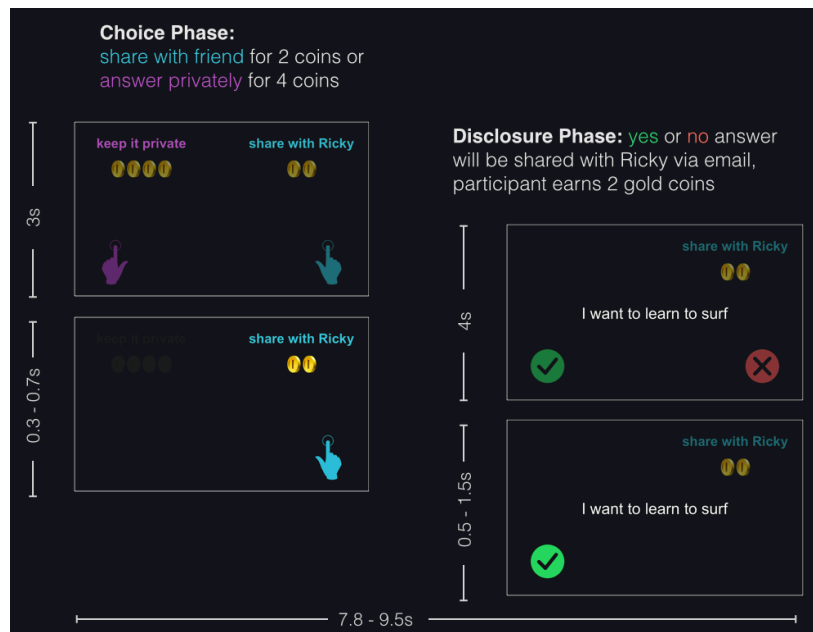 Choice Phase:
share with friend for 2 coins or
answer privately for 4 coins
3s
keep it private
share with Ricky
0.3 - 0.7s
keep it private
share with Ricky
Disclosure Phase: yes or no answer
will be shared with Ricky via email,
participant earns 2 gold coins
4s
share with Ricky
I want to learn to surf
0.5 - 1.5s
share with Ricky
I want to learn to surf
7.8 - 9.5s